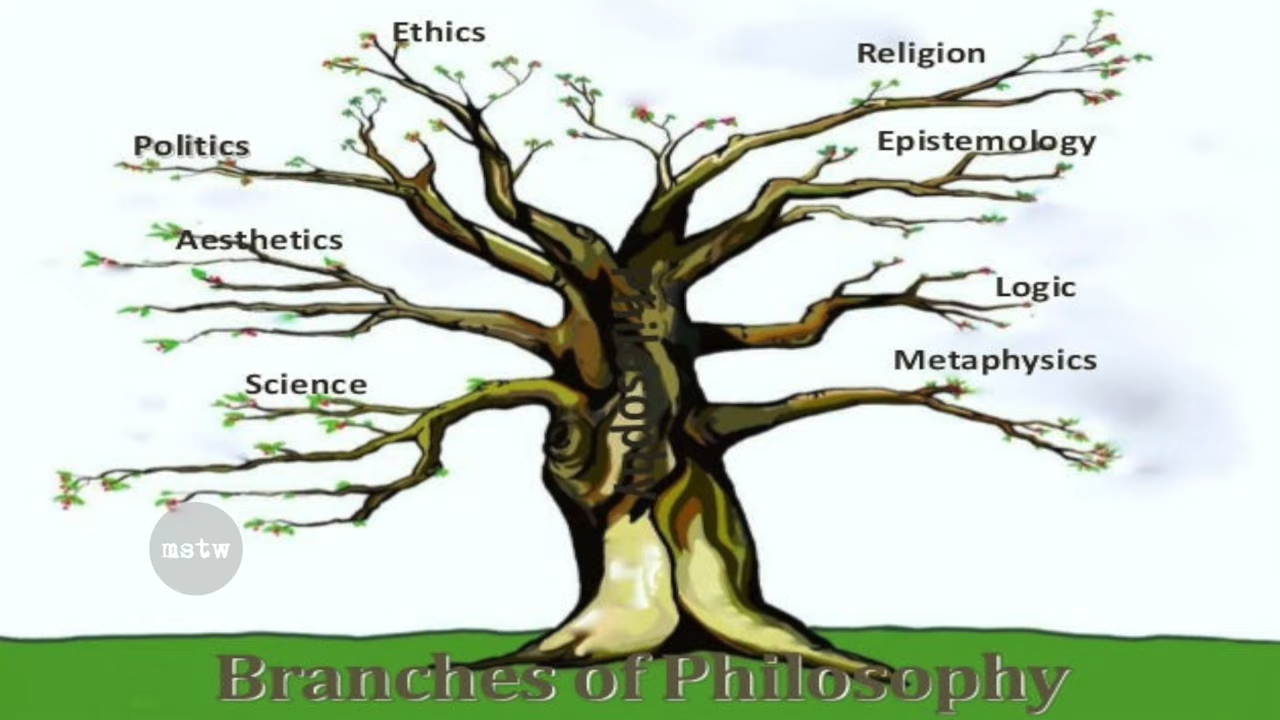 Ethics
Religion
Politics
Epistemology
Aesthetics
Logic
Metaphysics
Science
Philosophy
mstw
Branches of Philosophy